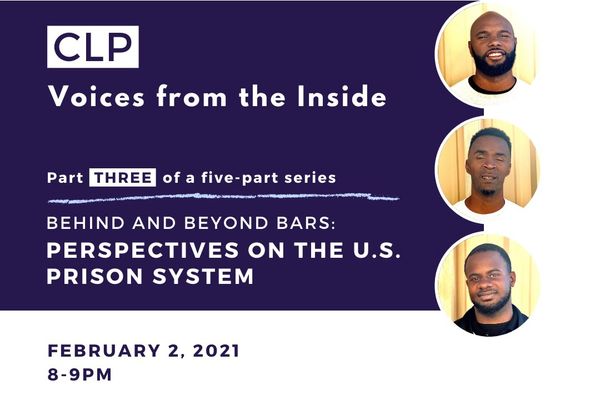 CLP
Voices from the Inside
Part THREE of a five-part series
BEHIND AND BEYOND BARS:
PERSPECTIVES ON THE U.S.
PRISON SYSTEM
FEBRUARY 2, 2021
8-9PM